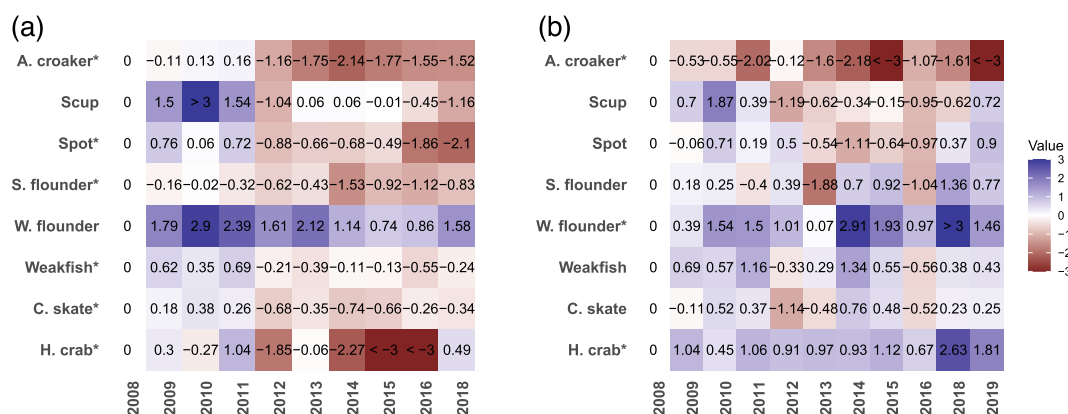 (a)
A. croaker* 0 −0.11 0.13 0.16 −1.16 −1.75 −2.14 −1.77 −1.55 −1.52
Scup 0 1.5 > 3 1.54 −1.04 0.06 0.06 −0.01 −0.45 −1.16
Spot* 0 0.76 0.06 0.72 −0.88 −0.66 −0.68 −0.49 −1.86 −2.1
S. flounder* 0 −0.16 −0.02 −0.32 −0.62 −0.43 −1.53 −0.92 −1.12 −0.83
W. flounder 0 1.79 2.9 2.39 1.61 2.12 1.14 0.74 0.86 1.58
Weakfish* 0 0.62 0.35 0.69 −0.21 −0.39 −0.11 −0.13 −0.55 −0.24
C. skate* 0 0.18 0.38 0.26 −0.68 −0.35 −0.74 −0.66 −0.26 −0.34
H. crab* 0 0.3 −0.27 1.04 −1.85 −0.06 −2.27 < −3 < −3 0.49
2008 2009 2010 2011 2012 2013 2014 2015 2016 2018
(b)
A. croaker* 0 −0.53 −0.55 −2.02 −0.12 −1.6 −2.18 < −3 −1.07 −1.61 < −3
Scup 0 0.7 1.87 0.39 −1.19 −0.62 −0.34 −0.15 −0.95 −0.62 0.72
Spot 0 −0.06 0.71 0.19 0.5 −0.54 −1.11 −0.64 −0.97 0.37 0.9
S. flounder 0 0.18 0.25 −0.4 0.39 −1.88 0.7 0.92 −1.04 1.36 0.77
W. flounder* 0 0.39 1.54 1.5 1.01 0.07 2.91 1.93 0.97 > 3 1.46
Weakfish 0 0.69 0.57 1.16 −0.33 0.29 1.34 0.55 −0.56 0.38 0.43
C. skate 0 −0.11 0.52 0.37 −1.14 −0.48 0.76 0.48 −0.52 0.23 0.25
H. crab* 0 1.04 0.45 1.06 0.91 0.97 0.93 1.12 0.67 2.63 1.81
2008 2009 2010 2011 2012 2013 2014 2015 2016 2018 2019
Value
3
2
1
0
−1
−2
−3